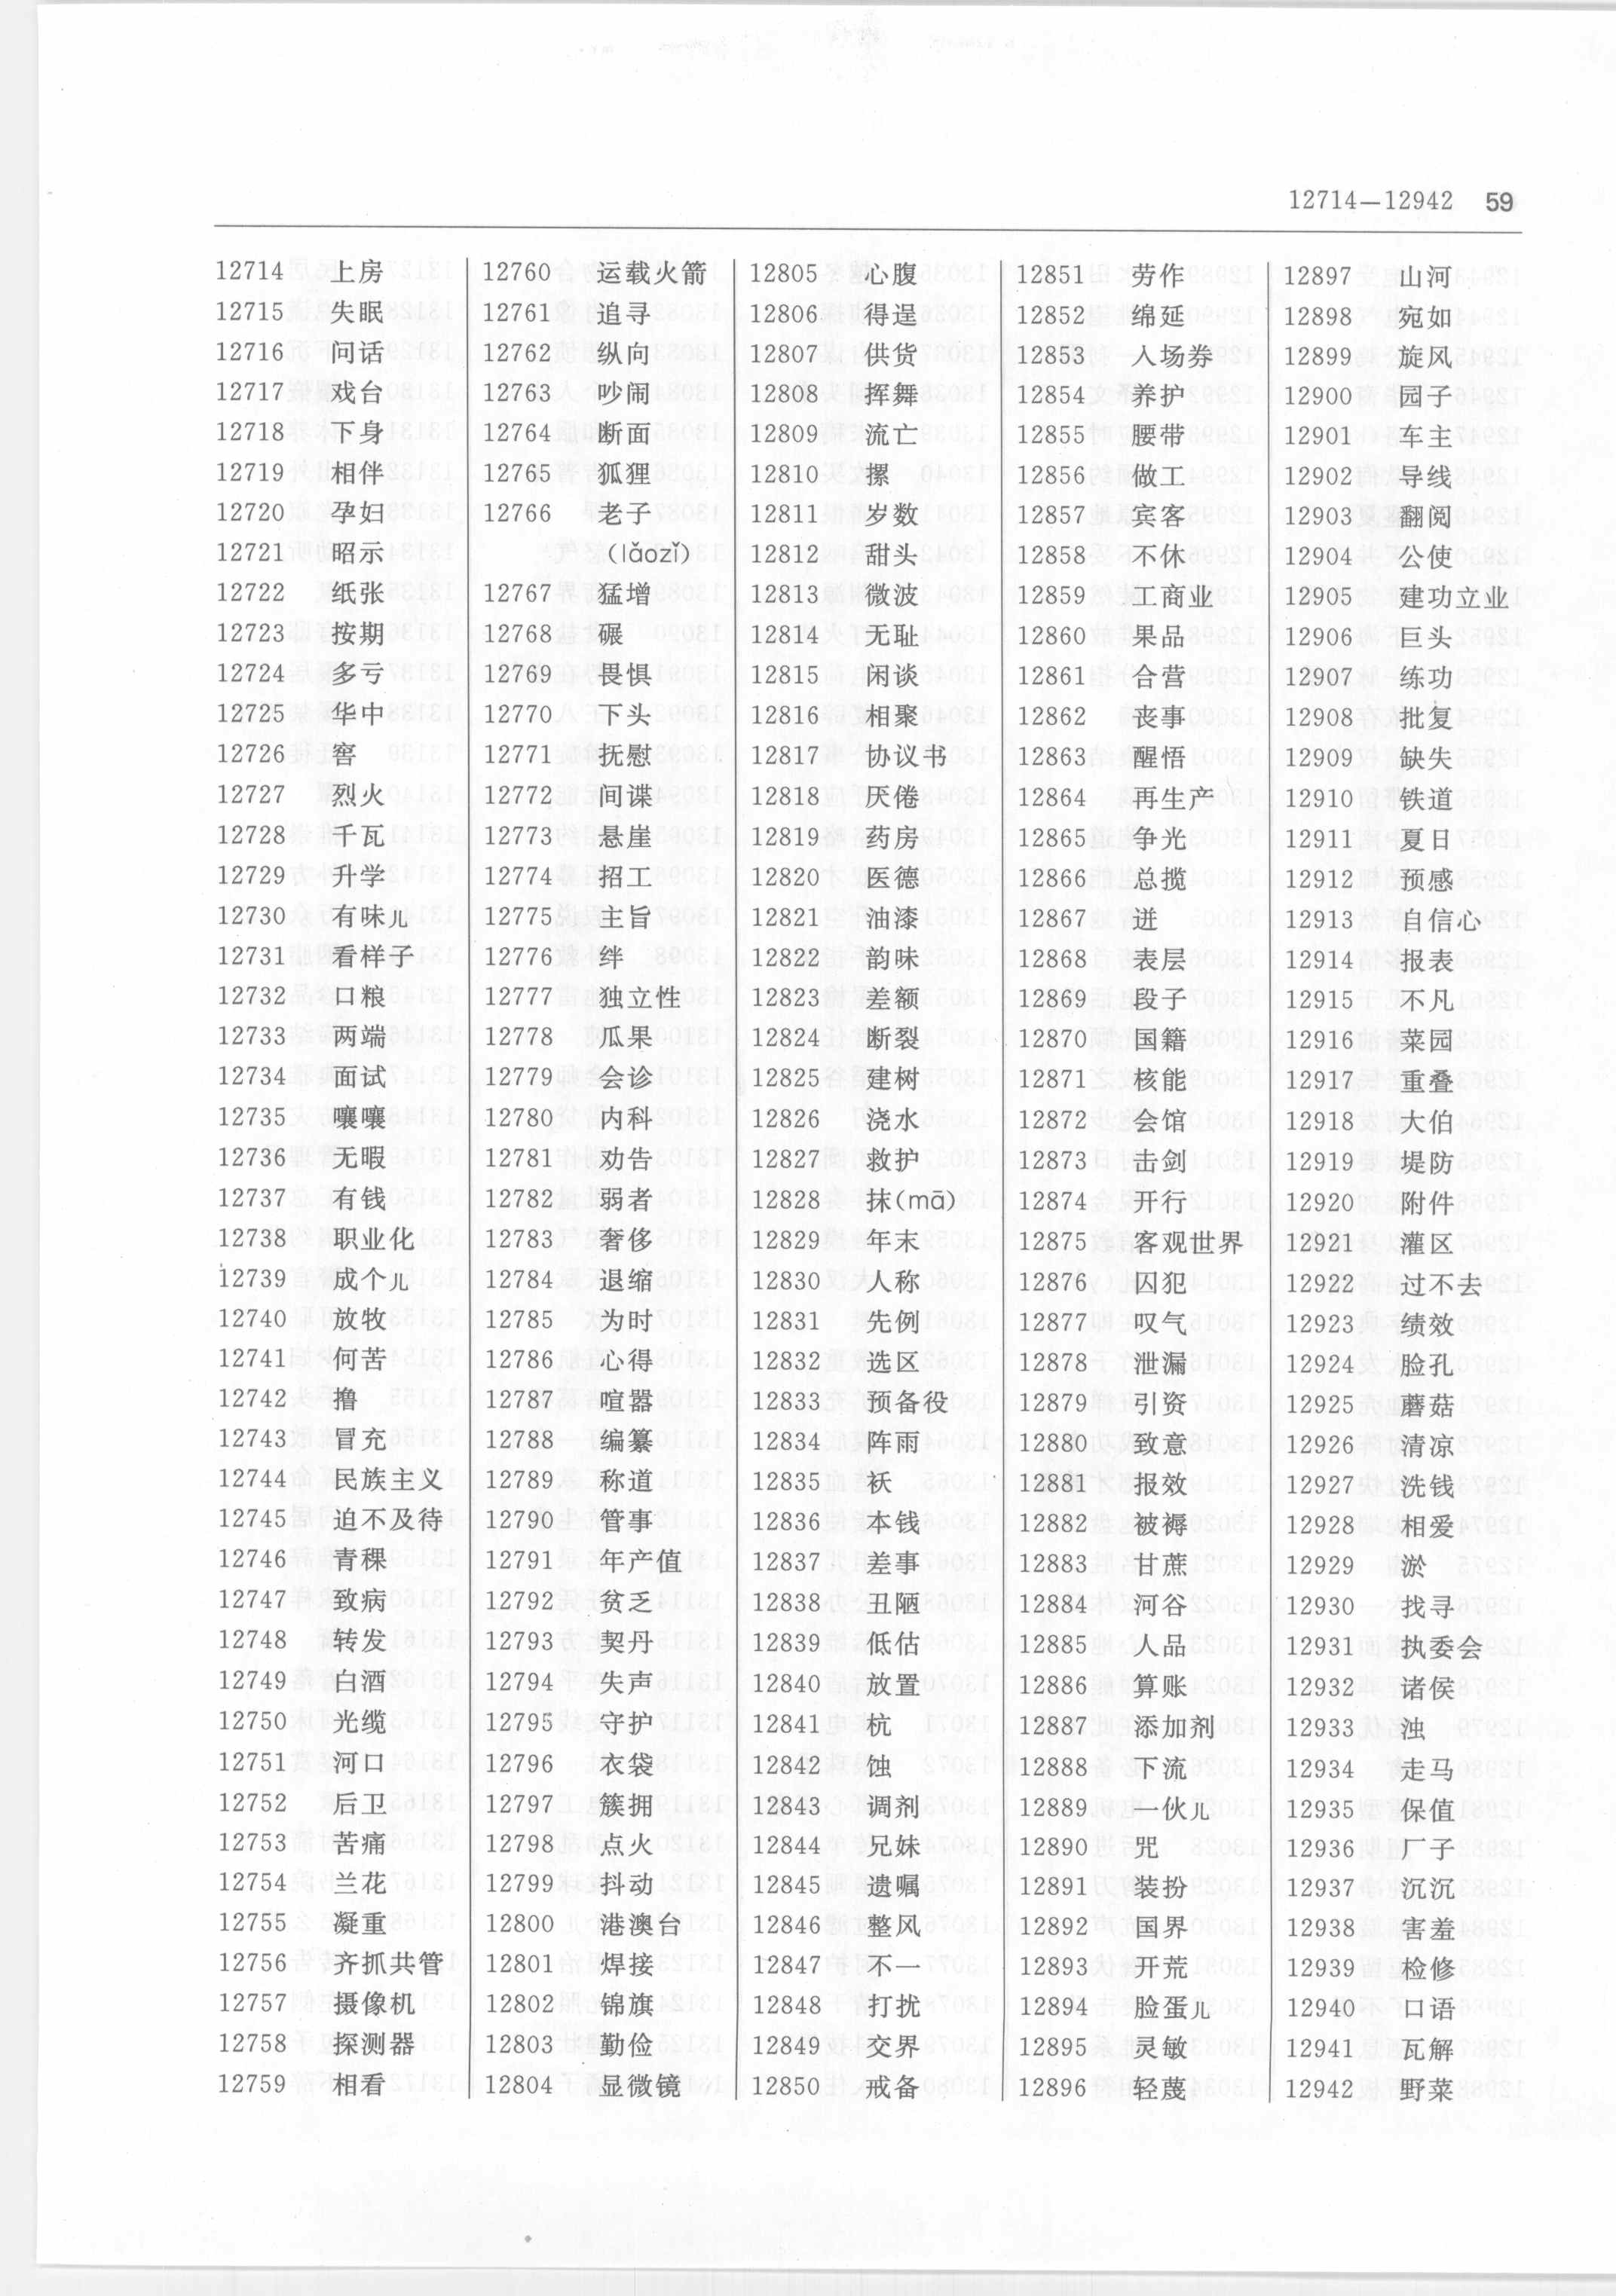 12714—12942 59
12714 上房
12715 失眠
12716 问话
12717 戏台
12718 下身
12719 相伴
12720 孕妇
12721 昭示
12722 纸张
12723 按期
12724 多亏
12725 华中
12726 窖
12727 烈火
12728 千瓦
12729 升学
12730 有味儿
12731 看样子
12732 口粮
12733 两端
12734 面试
12735 嚷嚷
12736 无暇
12737 有钱
12738 职业化
12739 成个儿
12740 放牧
12741 何苦
12742 撸
12743 冒充
12744 民族主义
12745 迫不及待
12746 青稞
12747 致病
12748 转发
12749 白酒
12750 光缆
12751 河口
12752 后卫
12753 苦痛
12754 兰花
12755 凝重
12756 齐抓共管
12757 摄像机
12758 探测器
12759 相看
12760 运载火箭
12761 追寻
12762 纵向
12763 吵闹
12764 断面
12765 狐狸
12766 老子
(lǎozǐ)
12767 猛增
12768 碾
12769 畏惧
12770 下头
12771 抚慰
12772 间谍
12773 悬崖
12774 招工
12775 主旨
12776 绊
12777 独立性
12778 瓜果
12779 会诊
12780 内科
12781 劝告
12782 弱者
12783 奢侈
12784 退缩
12785 为时
12786 心得
12787 喧嚣
12788 编纂
12789 称道
12790 管事
12791 年产值
12792 贫乏
12793 契丹
12794 失声
12795 守护
12796 衣袋
12797 簇拥
12798 点火
12799 抖动
12800 港澳台
12801 焊接
12802 锦旗
12803 勤俭
12804 显微镜
12805 心腹
12806 得逞
12807 供货
12808 挥舞
12809 流亡
12810 摞
12811 岁数
12812 甜头
12813 微波
12814 无耻
12815 闲谈
12816 相聚
12817 协议书
12818 厌倦
12819 药房
12820 医德
12821 油漆
12822 韵味
12823 差额
12824 断裂
12825 建树
12826 浇水
12827 救护
12828 抹(mā)
12829 年末
12830 人称
12831 先例
12832 选区
12833 预备役
12834 阵雨
12835 袄
12836 本钱
12837 差事
12838 丑陋
12839 低估
12840 放置
12841 杭
12842 蚀
12843 调剂
12844 兄妹
12845 遗嘱
12846 整风
12847 不一
12848 打扰
12849 交界
12850 戒备
12851 劳作
12852 绵延
12853 入场券
12854 养护
12855 腰带
12856 做工
12857 宾客
12858 不休
12859 工商业
12860 果品
12861 合营
12862 丧事
12863 醒悟
12864 再生产
12865 争光
12866 总揽
12867 迸
12868 表层
12869 段子
12870 国籍
12871 核能
12872 会馆
12873 击剑
12874 开行
12875 客观世界
12876 囚犯
12877 叹气
12878 泄漏
12879 引资
12880 致意
12881 报效
12882 被褥
12883 甘蔗
12884 河谷
12885 人品
12886 算账
12887 添加剂
12888 下流
12889 一伙儿
12890 咒
12891 装扮
12892 国界
12893 开荒
12894 脸蛋儿
12895 灵敏
12896 轻蔑
12897 山河
12898 宛如
12899 旋风
12900 园子
12901 车主
12902 导线
12903 翻阅
12904 公使
12905 建功立业
12906 巨头
12907 练功
12908 批复
12909 缺失
12910 铁道
12911 夏日
12912 预感
12913 自信心
12914 报表
12915 不凡
12916 菜园
12917 重叠
12918 大伯
12919 堤防
12920 附件
12921 灌区
12922 过不去
12923 绩效
12924 脸孔
12925 蘑菇
12926 清凉
12927 洗钱
12928 相爱
12929 淤
12930 找寻
12931 执委会
12932 诸侯
12933 浊
12934 走马
12935 保值
12936 厂子
12937 沉沉
12938 害羞
12939 检修
12940 口语
12941 瓦解
12942 野菜